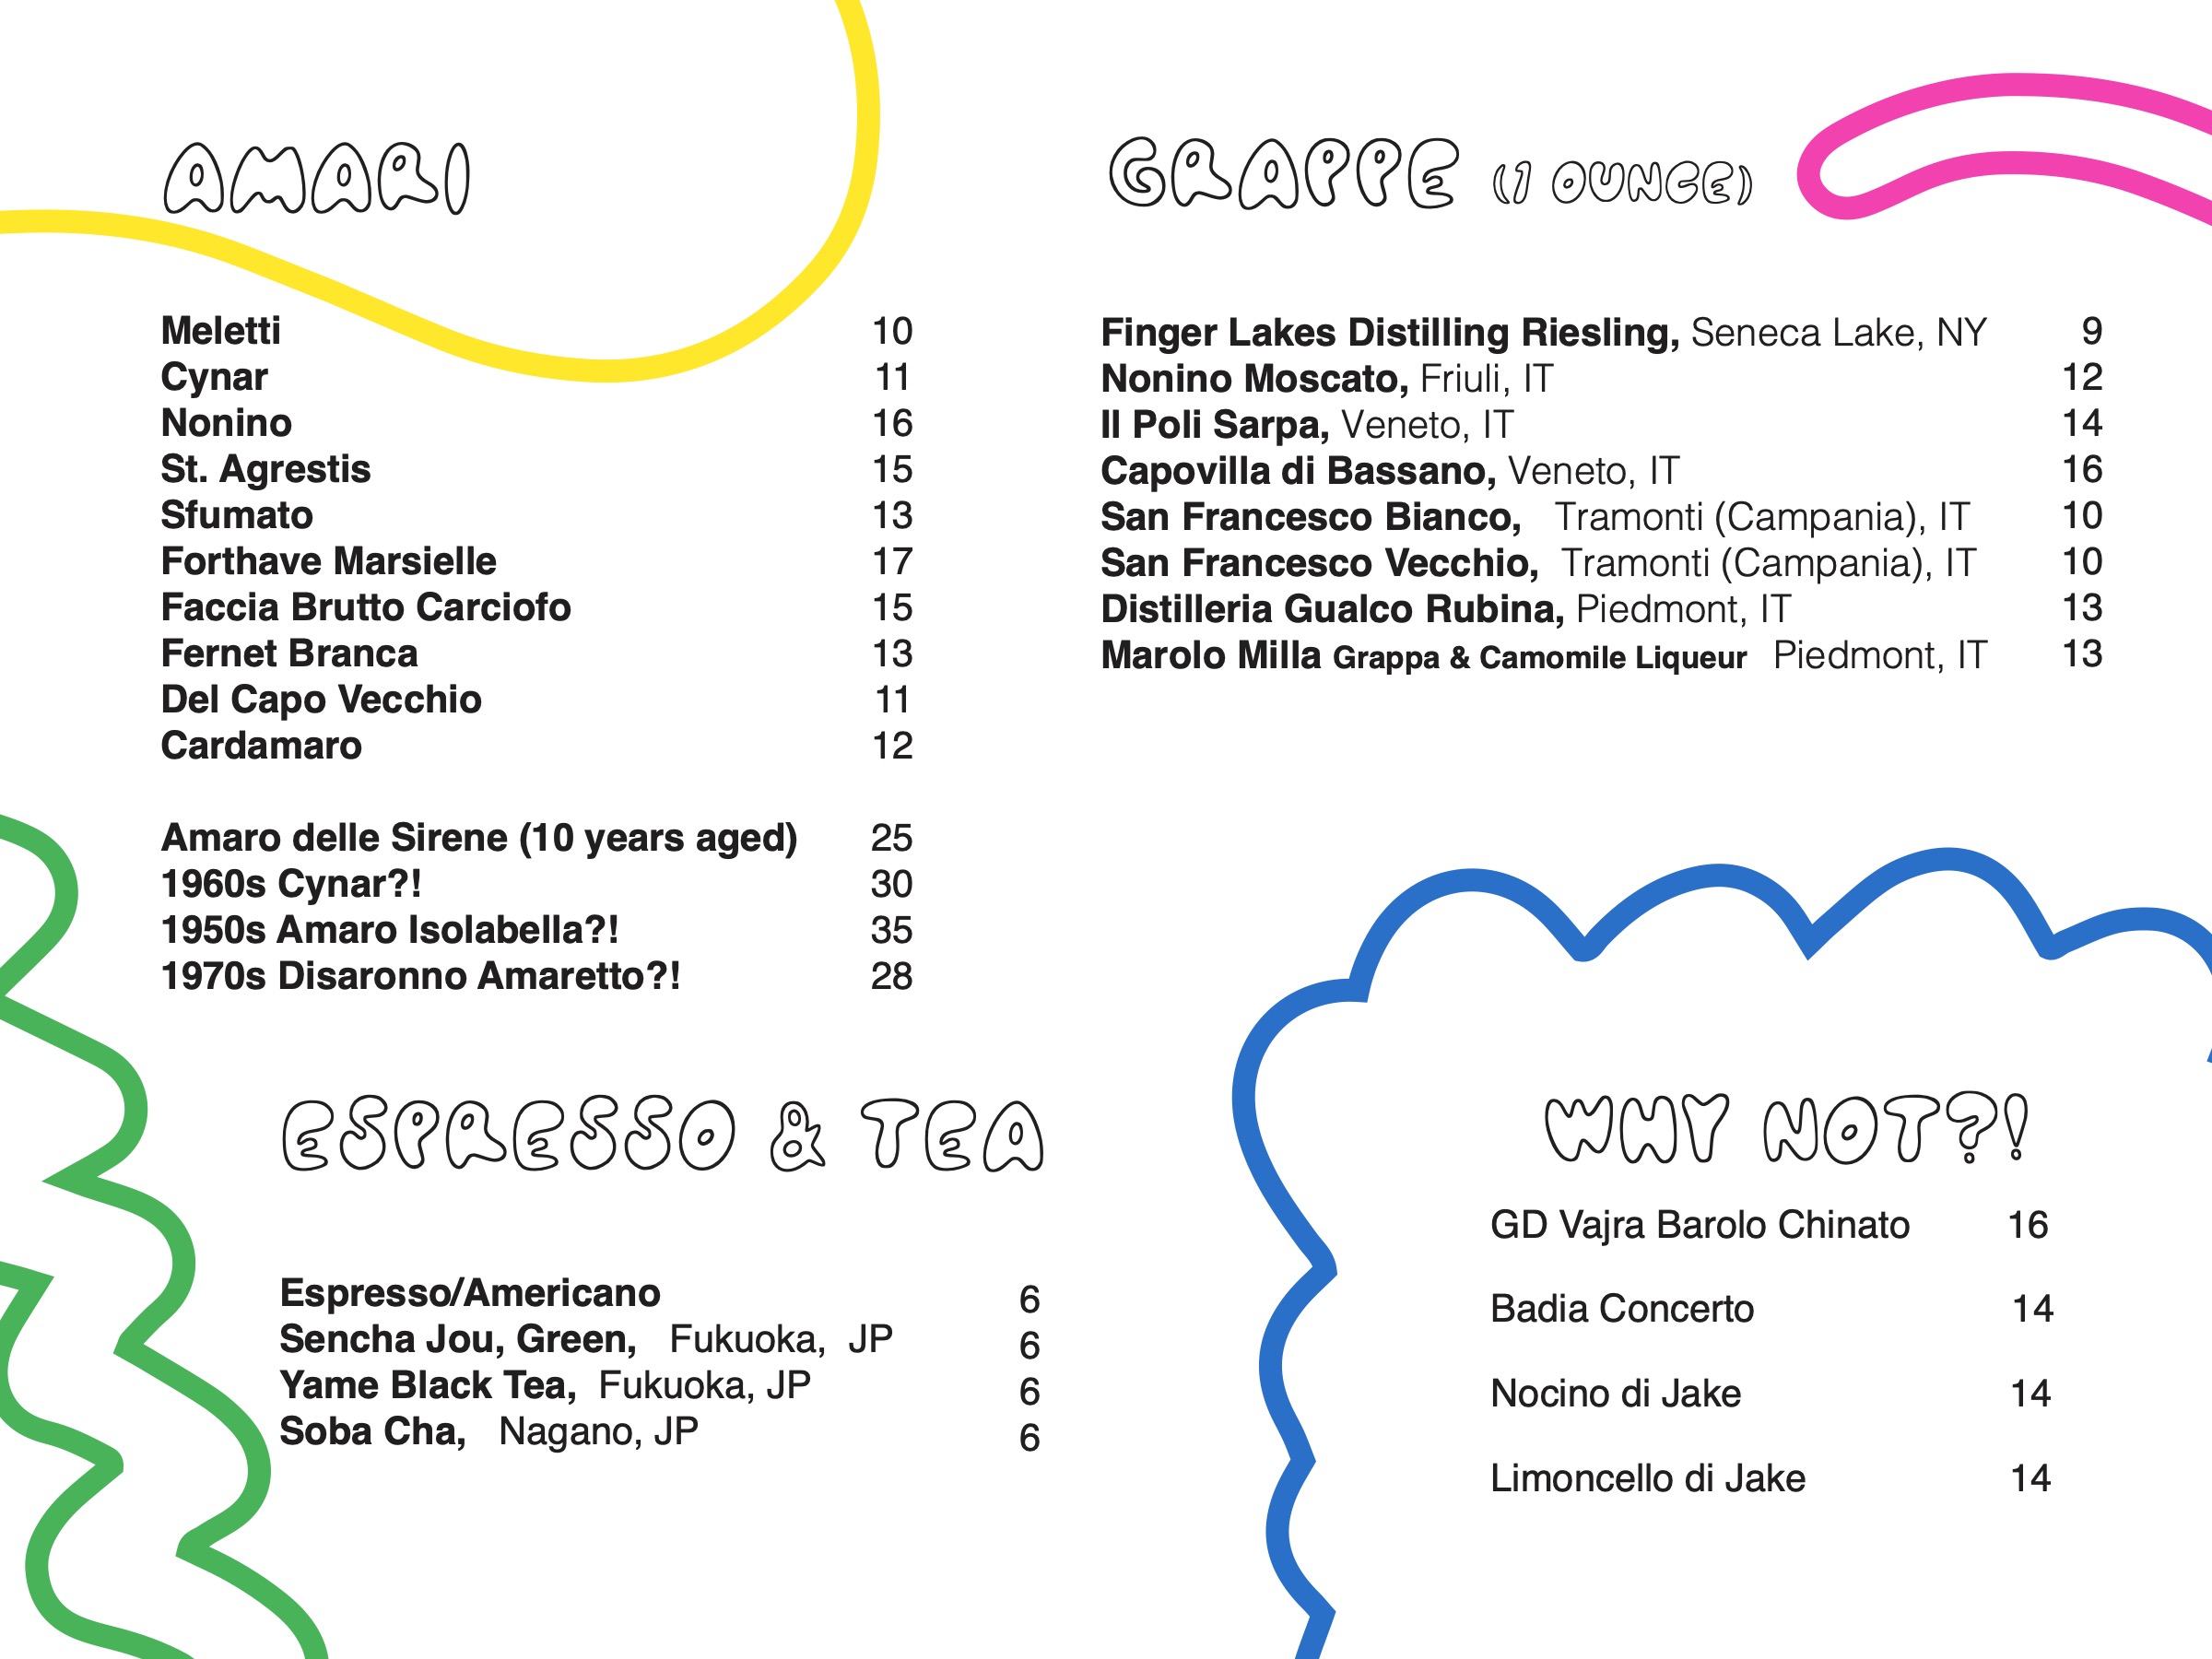 AMARI
Meletti 10
Cynar 11
Nonino 16
St. Agrestis 15
Sfumato 13
Forthave Marsielle 17
Faccia Brutto Carciofo 15
Fernet Branca 13
Del Capo Vecchio 11
Cardamaro 12
Amaro delle Sirene (10 years aged) 25
1960s Cynar?! 30
1950s Amaro Isolabella?! 35
1970s Disaronno Amaretto?! 28
GRAPPE (1 OUNCE)
Finger Lakes Distilling Riesling, Seneca Lake, NY 9
Nonino Moscato, Friuli, IT 12
Il Poli Sarpa, Veneto, IT 14
Capovilla di Bassano, Veneto, IT 16
San Francesco Bianco, Tramonti (Campania), IT 10
San Francesco Vecchio, Tramonti (Campania), IT 10
Distilleria Gualco Rubina, Piedmont, IT 13
Marolo Milla Grappa & Camomile Liqueur Piedmont, IT 13
ESPRESSO & TEA
Espresso/Americano 6
Sencha Jou, Green, Fukuoka, JP 6
Yame Black Tea, Fukuoka, JP 6
Soba Cha, Nagano, JP 6
WHY NOT?!
GD Vajra Barolo Chinato 16
Badia Concerto 14
Nocino di Jake 14
Limoncello di Jake 14